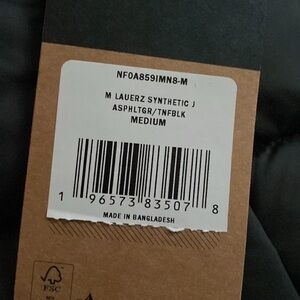 NF0A859IMN8-M
M LAUERZ SYNTHETIC J
ASPHLTGR/TNFBLK
MEDIUM
1 96573 83507 8
MADE IN BANGLADESH
FSC